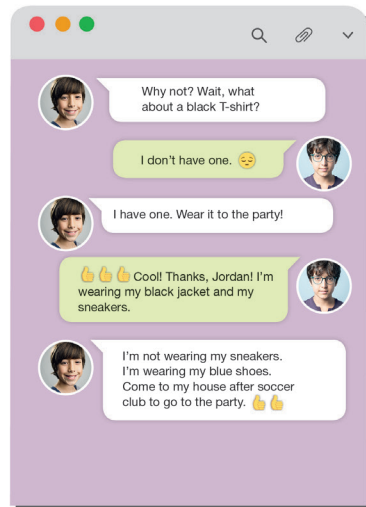 Why not? Wait, what
about a black T-shirt?
I don't have one. 😔
I have one. Wear it to the party!
👍👍👍 Cool! Thanks, Jordan! I'm
wearing my black jacket and my
sneakers.
I'm not wearing my sneakers.
I'm wearing my blue shoes.
Come to my house after soccer
club to go to the party. 👍👍